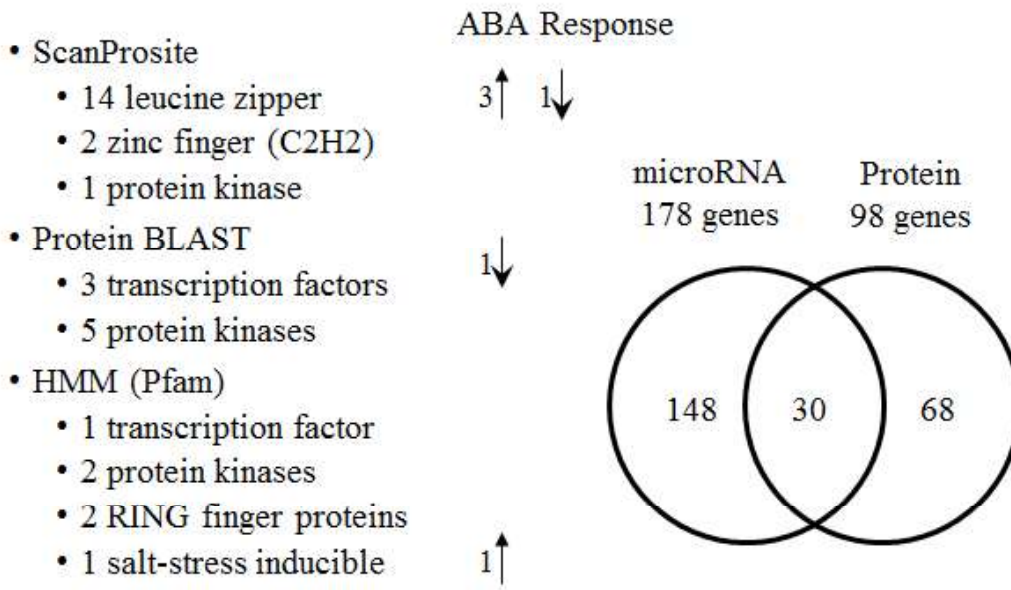 ABA Response
• ScanProsite
• 14 leucine zipper
3↑ 1↓
• 2 zinc finger (C2H2)
• 1 protein kinase
• Protein BLAST
1↓
• 3 transcription factors
• 5 protein kinases
• HMM (Pfam)
• 1 transcription factor
• 2 protein kinases
• 2 RING finger proteins
• 1 salt-stress inducible
1↑
microRNA
178 genes
Protein
98 genes
148
30
68